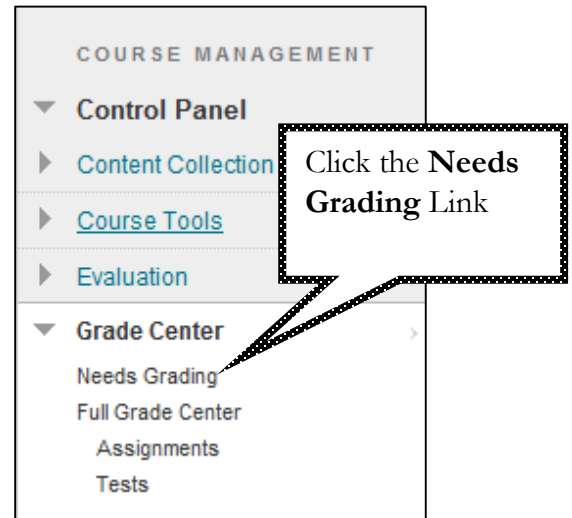 COURSE MANAGEMENT
Control Panel
Content Collection
Course Tools
Evaluation
Grade Center
Needs Grading
Full Grade Center
Assignments
Tests
Click the Needs
Grading Link